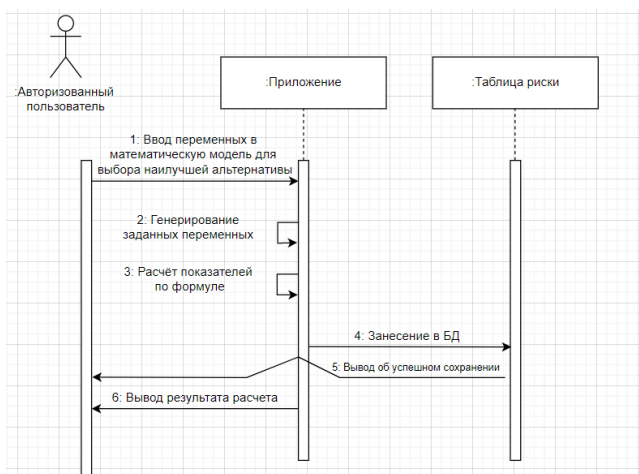 :Авторизованный
пользователь
:Приложение
:Таблица риски
1: Ввод переменных в
математическую модель для
выбора наилучшей альтернативы
2: Генерирование
заданных переменных
3: Расчёт показателей
по формуле
4: Занесение в БД
5: Вывод об успешном сохранении
6: Вывод результата расчета